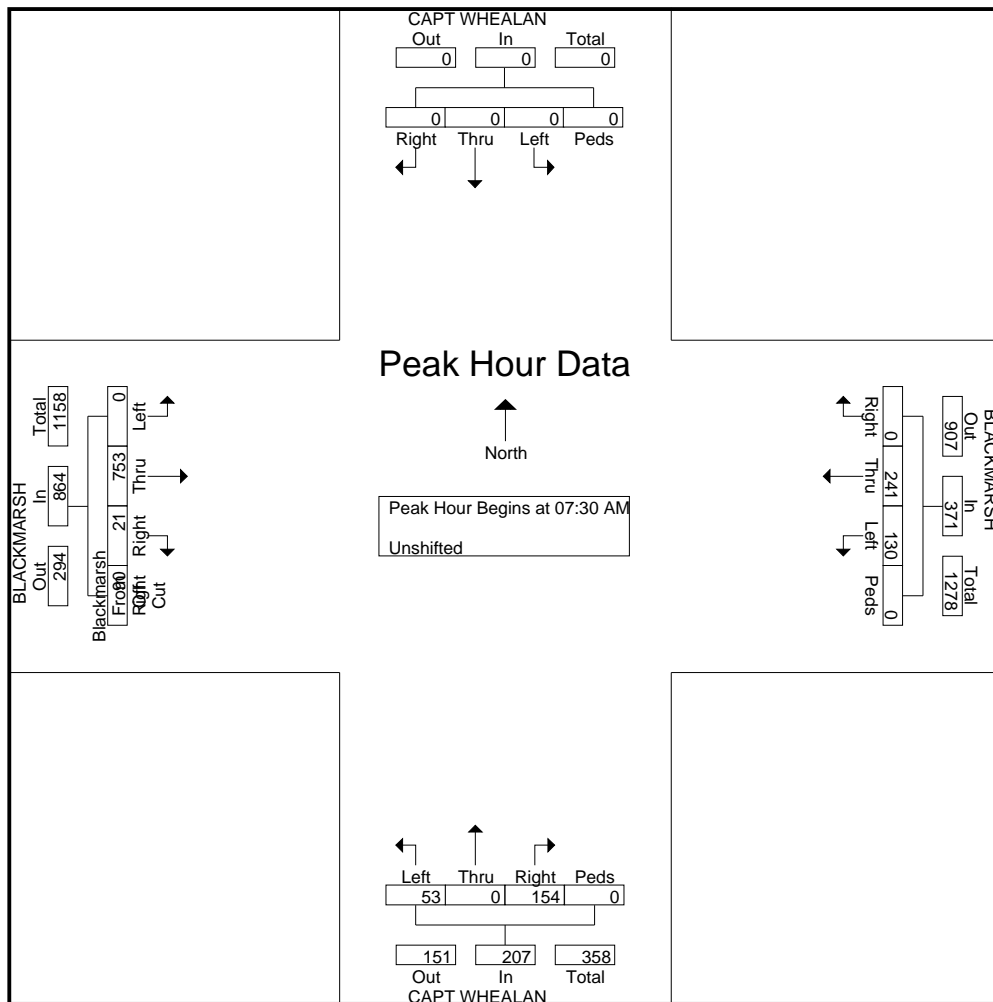 CAPT WHEALAN
Out In Total
0 0 0
0 0 0 0
Right Thru Left Peds
Peak Hour Data
North
Peak Hour Begins at 07:30 AM
Unshifted
BLACKMARSH
Out In Total
294 864 1158
Blackmarsh
From 21 753 0
Right Thru Left
Cut
BLACKMARSH
Out In Total
907 371 1278
0 241 130 0
Right Thru Left Peds
Left Thru Right Peds
53 0 154 0
151 207 358
Out In Total
CAPT WHEALAN